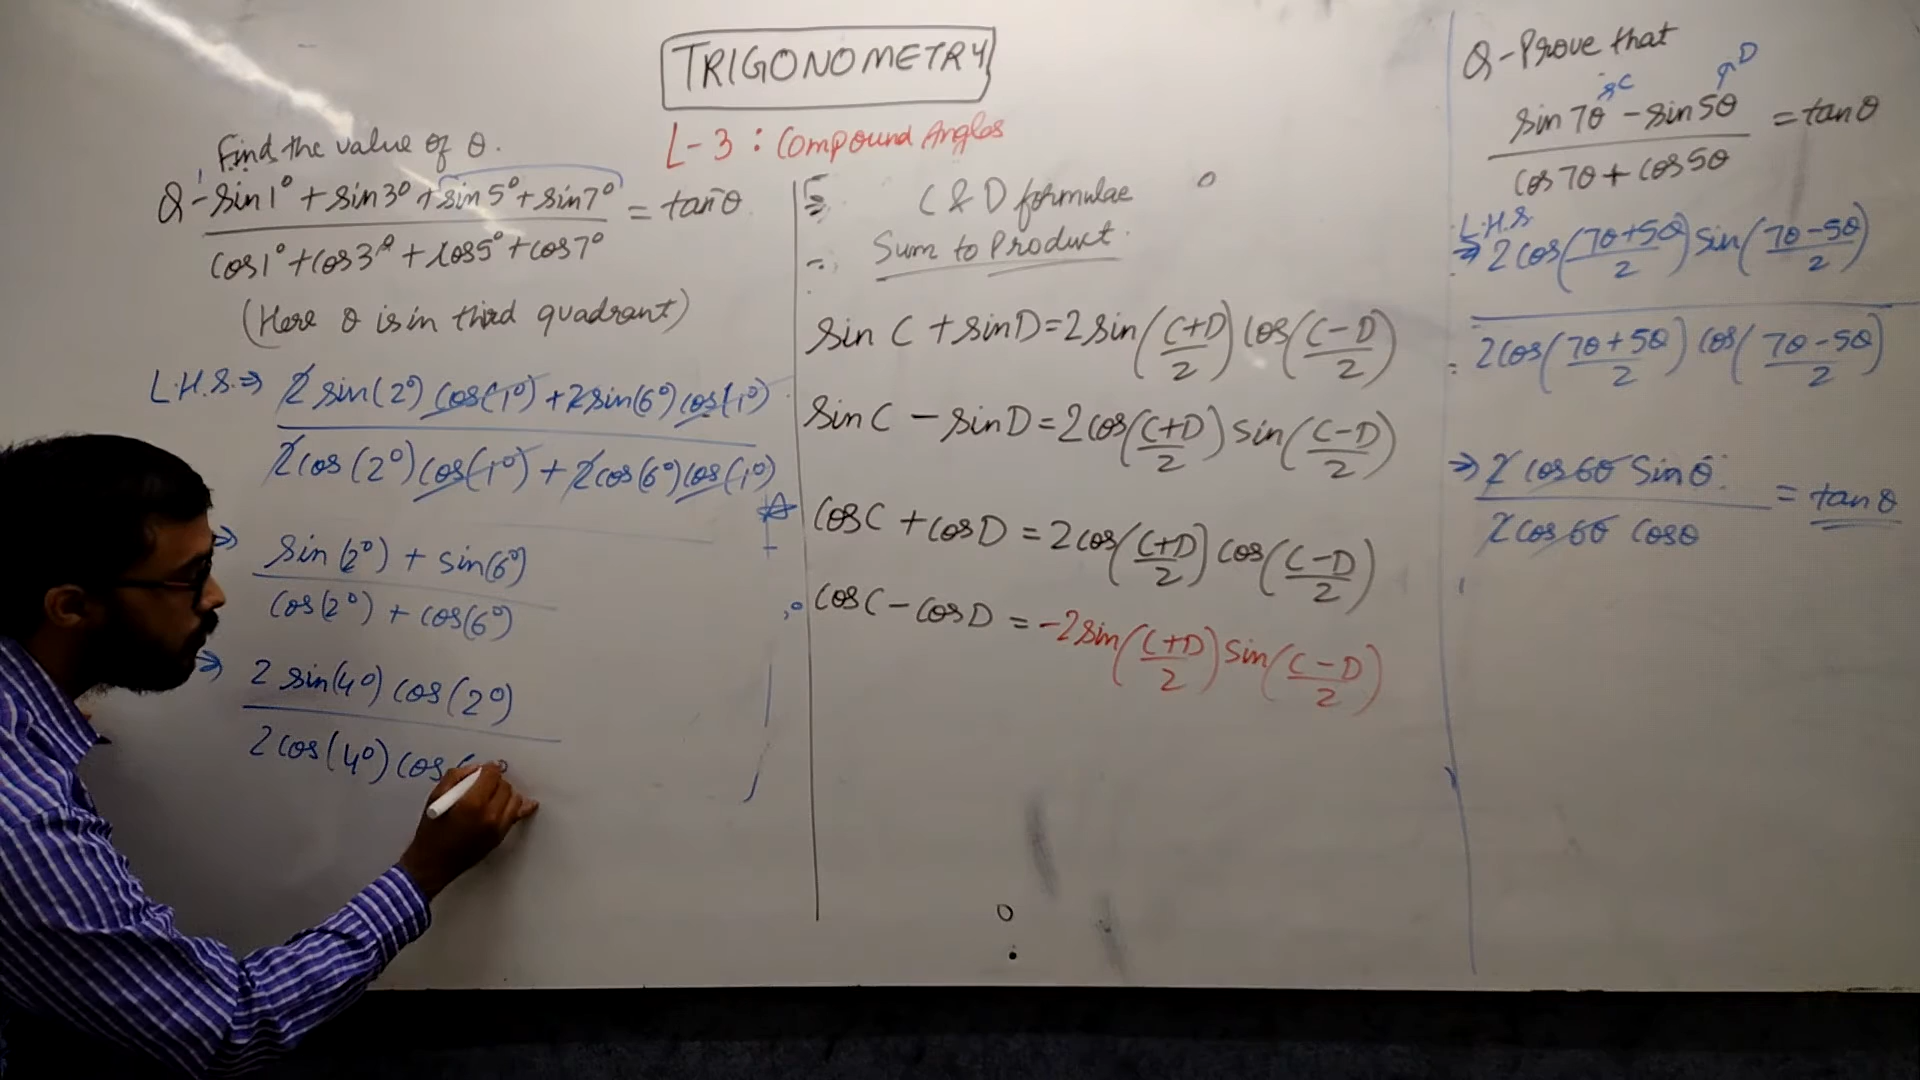 TRIGONOMETRY
L-3 : Compound Angles
Find the value of θ.
Q- sin1° + sin3° + sin5° + sin7° / cos1° + cos3° + cos5° + cos7° = tanθ
(Here θ is in third quadrant)
L.H.S. ⇒ 2sin(2°) cos(1°) + 2sin(6°) cos(1°) / 2cos(2°) cos(1°) + 2cos(6°) cos(1°)
⇒ sin(2°) + sin(6°) / cos(2°) + cos(6°)
⇒ 2 sin(4°) cos(2°) / 2 cos(4°) cos(
C & D formulae
Sum to Product
sin C + sin D = 2 sin((C+D)/2) cos((C-D)/2)
sin C - sin D = 2 cos((C+D)/2) sin((C-D)/2)
cos C + cos D = 2 cos((C+D)/2) cos((C-D)/2)
cos C - cos D = -2 sin((C+D)/2) sin((C-D)/2)
Q- Prove that
C D
sin 7θ - sin 5θ / cos 7θ + cos 5θ = tan θ
L.H.S
⇒ 2 cos((7θ+5θ)/2) sin((7θ-5θ)/2) / 2 cos((7θ+5θ)/2) cos((7θ-5θ)/2)
⇒ 2 cos 6θ sin θ / 2 cos 6θ cos θ = tan θ